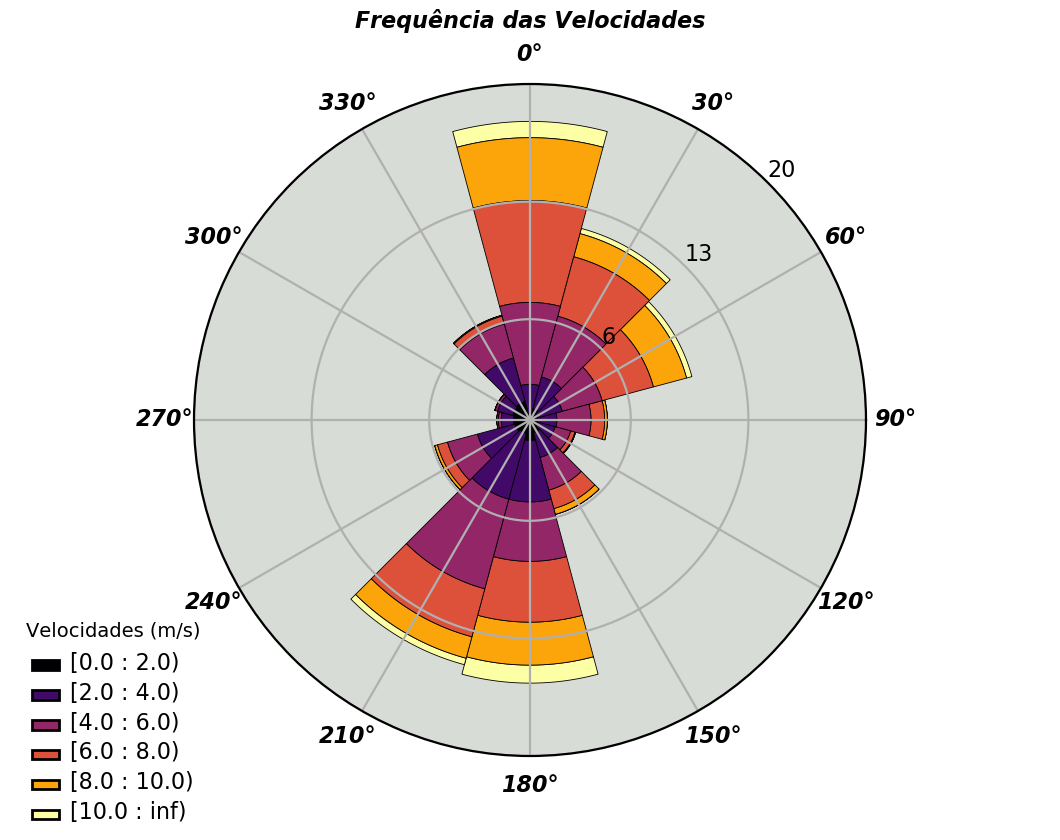 Frequência das Velocidades
0°
330°
30°
20
300°
60°
13
6
270°
90°
240°
120°
210°
150°
180°
Velocidades (m/s)
[0.0 : 2.0)
[2.0 : 4.0)
[4.0 : 6.0)
[6.0 : 8.0)
[8.0 : 10.0)
[10.0 : inf)